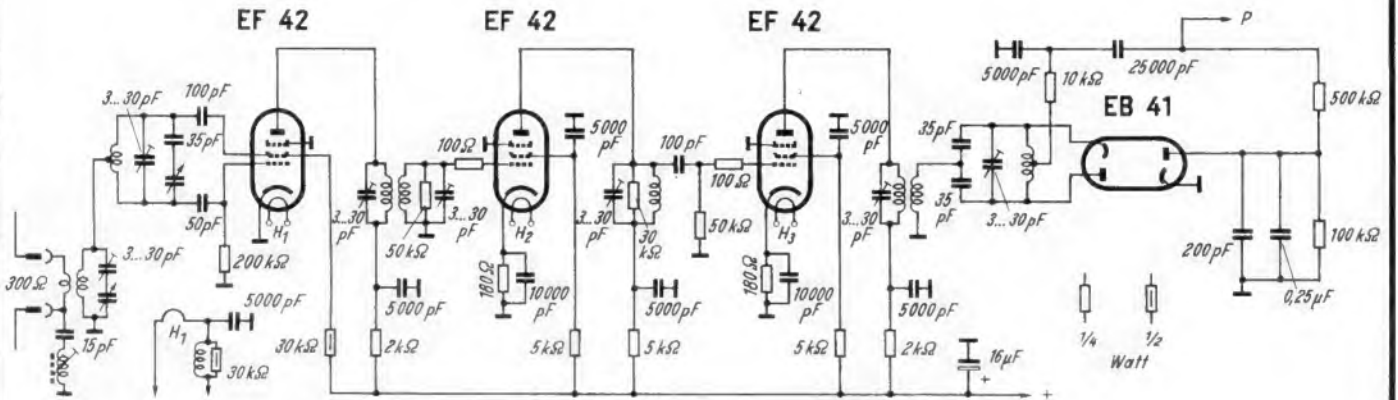 EF 42
EF 42
EF 42
P
5000 pF
10 kΩ
25000 pF
500 kΩ
EB 41
3...30 pF
100 pF
35 pF
50 pF
200 kΩ
H₁
3...30 pF
300 Ω
15 pF
5000 pF
H₁
30 kΩ
30 kΩ
3...30 pF
50 kΩ
3...30 pF
100 Ω
5000 pF
2 kΩ
H₂
180 Ω
10000 pF
5000 pF
5 kΩ
3...30 pF
30 kΩ
100 pF
50 kΩ
100 Ω
5000 pF
5 kΩ
H₃
180 Ω
10000 pF
5000 pF
5 kΩ
3...30 pF
5000 pF
2 kΩ
16 µF
+
+
35 pF
35 pF
3...30 pF
200 pF
0,25 µF
100 kΩ
1/4
1/2
Watt